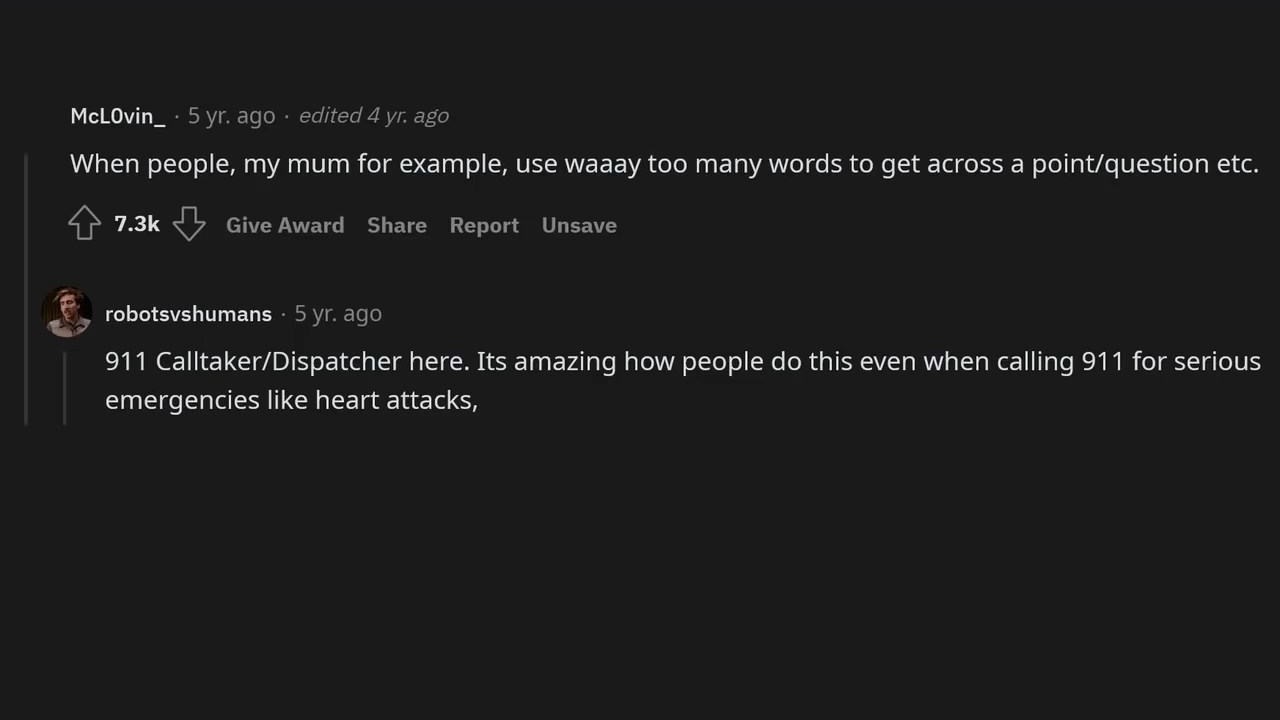 McL0vin_ · 5 yr. ago · edited 4 yr. ago
When people, my mum for example, use waaay too many words to get across a point/question etc.
7.3k Give Award Share Report Unsave
robotsvshumans · 5 yr. ago
911 Calltaker/Dispatcher here. Its amazing how people do this even when calling 911 for serious
emergencies like heart attacks,